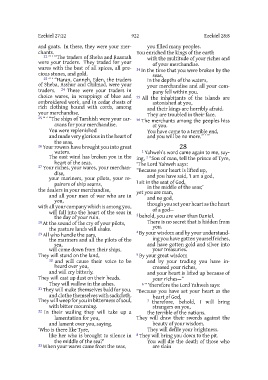 Ezekiel 27:22
922
Ezekiel 28:8
and goats. In these, they were your mer-
chants.
"The traders of Sheba and Raamah
were your traders. They traded for your
wares with the best of all spices, all pre-
cious stones, and gold.
"Haran, Canneh, Eden, the traders
of Sheba, Asshur and Chilmad, were your
traders. 24 These were your traders in
choice wares, in wrappings of blue and
embroidered work, and in cedar chests of
rich clothing bound with cords, among
your merchandise.
"The ships of Tarshish were your car-
avans for your merchandise.
You were replenished
and made very glorious in the heart of
the seas.
26 Your rowers have brought you into great
waters.
The east wind has broken you in the
heart of the seas.
27 Your riches, your wares, your merchan-
dise,
your mariners, your pilots, your re-
pairers of ship seams,
the dealers in your merchandise,
and all your men of war who are in
you,
with all your company which is among you,
will fall into the heart of the seas in
the day of your ruin.
28 At the sound of the cry of your pilots,
the pasture lands will shake.
29 All who handle the oars,
the mariners and all the pilots of the
sea,
will come down from their ships.
They will stand on the land,
30 and will cause their voice to be
heard over you,
and will cry bitterly.
They will cast up dust on their heads.
They will wallow in the ashes.
31 They will make themselves bald for you,
and clothe themselves with sackcloth.
They will weep for you in bitterness of soul,
with bitter mourning.
32 In their wailing they will take up a
lamentation for you,
and lament over you, saying,
'Who is there like Tyre,
like her who is brought to silence in
the middle of the sea?'
33 When your wares came from the seas,
you filled many peoples.
You enriched the kings of the earth
with the multitude of your riches and
of your merchandise.
34 In the time that you were broken by the
seas,
in the depths of the waters,
your merchandise and all your com-
pany fell within you.
35 All the inhabitants of the islands are
astonished at you,
and their kings are horribly afraid.
They are troubled in their face.
36 The merchants among the peoples hiss
at you.
You have come to a terrible end,
and you will be no more."'"
Yahweh's word came again to me, say-
ing, 2 "Son of man, tell the prince of Tyre,
'The Lord Yahweh says:
"Because your heart is lifted up,
and you have said, 'I am a god,
I sit in the seat of God,
in the middle of the seas;'
yet you are man,
and no god,
though you set your heart as the heart
of a god—
3 behold, you are wiser than Daniel.
There is no secret that is hidden from
you.
4 By your wisdom and by your understand-
ing you have gotten yourself riches,
and have gotten gold and silver into
your treasures.
5 By your great wisdom
and by your trading you have in-
creased your riches,
and your heart is lifted up because of
your riches—"
"'therefore the Lord Yahweh says:
"Because you have set your heart as the
heart of God,
7 therefore, behold, I will bring
strangers on you,
the terrible of the nations.
They will draw their swords against the
beauty of your wisdom.
They will defile your brightness.
8 They will bring you down to the pit.
You will die the death of those who
are slain